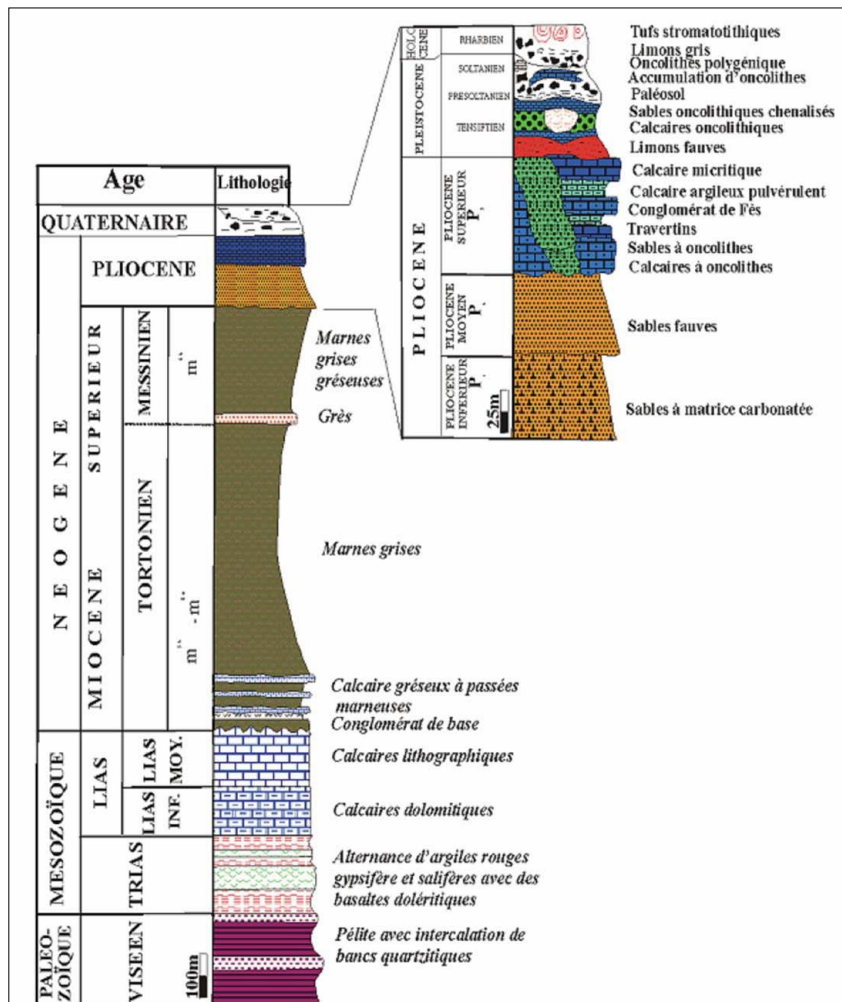 Age
Lithologie
QUATERNAIRE
PLIOCENE
NEOGENE
MIOCENE SUPERIEUR
MESSINIEN
m
TORTONIEN
m - m
Marnes
grises
gréseuses
Grès
Marnes grises
Calcaire gréseux à passées
marneuses
Conglomérat de base
MESOZOÏQUE
LIAS
LIAS
MOY.
Calcaires lithographiques
LIAS
INF.
Calcaires dolomitiques
TRIAS
Alternance d'argiles rouges
gypsifère et salifères avec des
basaltes doléritiques
PALEO-
ZOÏQUE
VISEEN
100m
Pélite avec intercalation de
bancs quartzitiques
HOLO
CENE
RHARBIEN
PLEISTOCENE
SOLTANIEN
PRESOLTANIEN
TENSIFTIEN
PLIOCENE
PLIOCENE
SUPERIEUR
P
PLIOCENE
MOYEN
P
PLIOCENE
INFERIEUR
P
25m
Tufs stromatotithiques
Limons gris
Oncolithes polygénique
Accumulation d'oncolithes
Paléosol
Sables oncolithiques chenalisés
Calcaires oncolithiques
Limons fauves
Calcaire micritique
Calcaire argileux pulvérulent
Conglomérat de Fès
Travertins
Sables à oncolithes
Calcaires à oncolithes
Sables fauves
Sables à matrice carbonatée